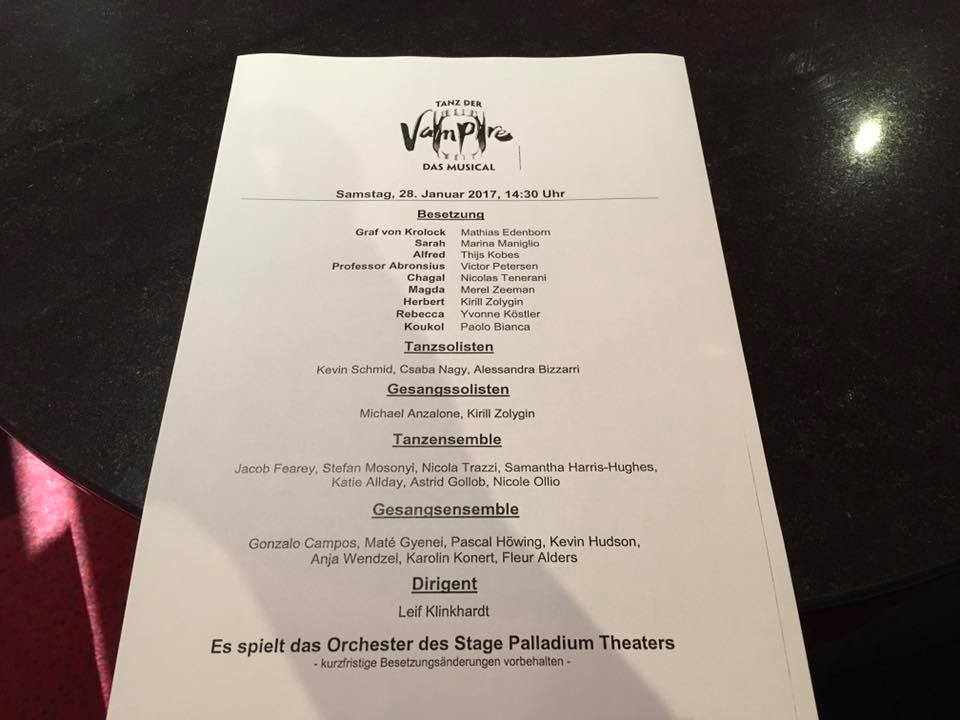 TANZ DER
Vampire
DAS MUSICAL
Samstag, 28. Januar 2017, 14:30 Uhr
Besetzung
Graf von Krolock Mathias Edenborn
Sarah Marina Maniglio
Alfred Thijs Kobes
Professor Abronsius Victor Petersen
Chagal Nicolas Tenerani
Magda Merel Zeeman
Herbert Kirill Zolygin
Rebecca Yvonne Köstler
Koukol Paolo Bianca
Tanzsolisten
Kevin Schmid, Csaba Nagy, Alessandra Bizzarri
Gesangssolisten
Michael Anzalone, Kirill Zolygin
Tanzensemble
Jacob Fearey, Stefan Mosonyi, Nicola Trazzi, Samantha Harris-Hughes,
Katie Allday, Astrid Gollob, Nicole Ollio
Gesangsensemble
Gonzalo Campos, Maté Gyenei, Pascal Höwing, Kevin Hudson,
Anja Wendzel, Karolin Konert, Fleur Alders
Dirigent
Leif Klinkhardt
Es spielt das Orchester des Stage Palladium Theaters
- kurzfristige Besetzungsänderungen vorbehalten -